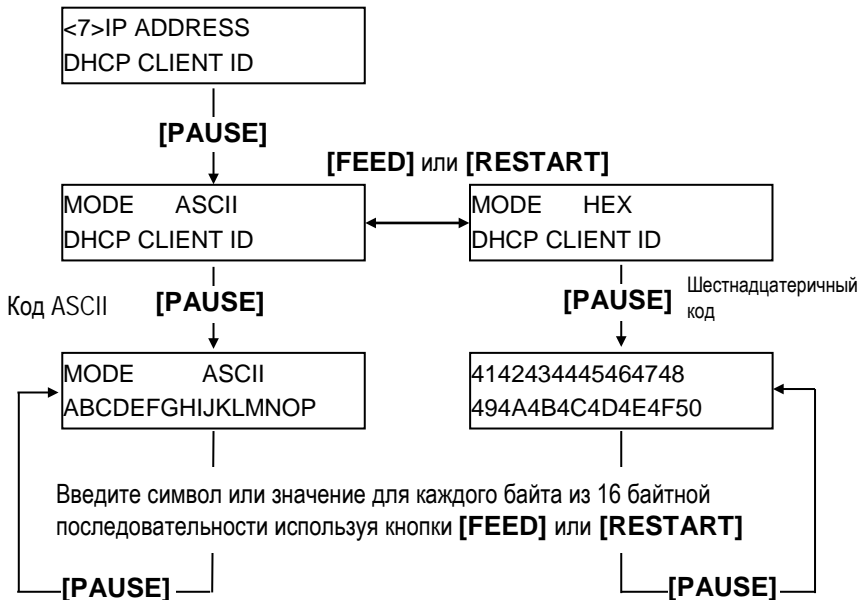 <7>IP ADDRESS
DHCP CLIENT ID
[PAUSE]
[FEED] или [RESTART]
MODE ASCII
DHCP CLIENT ID
MODE HEX
DHCP CLIENT ID
Код ASCII
[PAUSE]
[PAUSE]
Шестнадцатеричный
код
MODE ASCII
ABCDEFGHIJKLMNOP
4142434445464748
494A4B4C4D4E4F50
Введите символ или значение для каждого байта из 16 байтной
последовательности используя кнопки [FEED] или [RESTART]
[PAUSE]
[PAUSE]